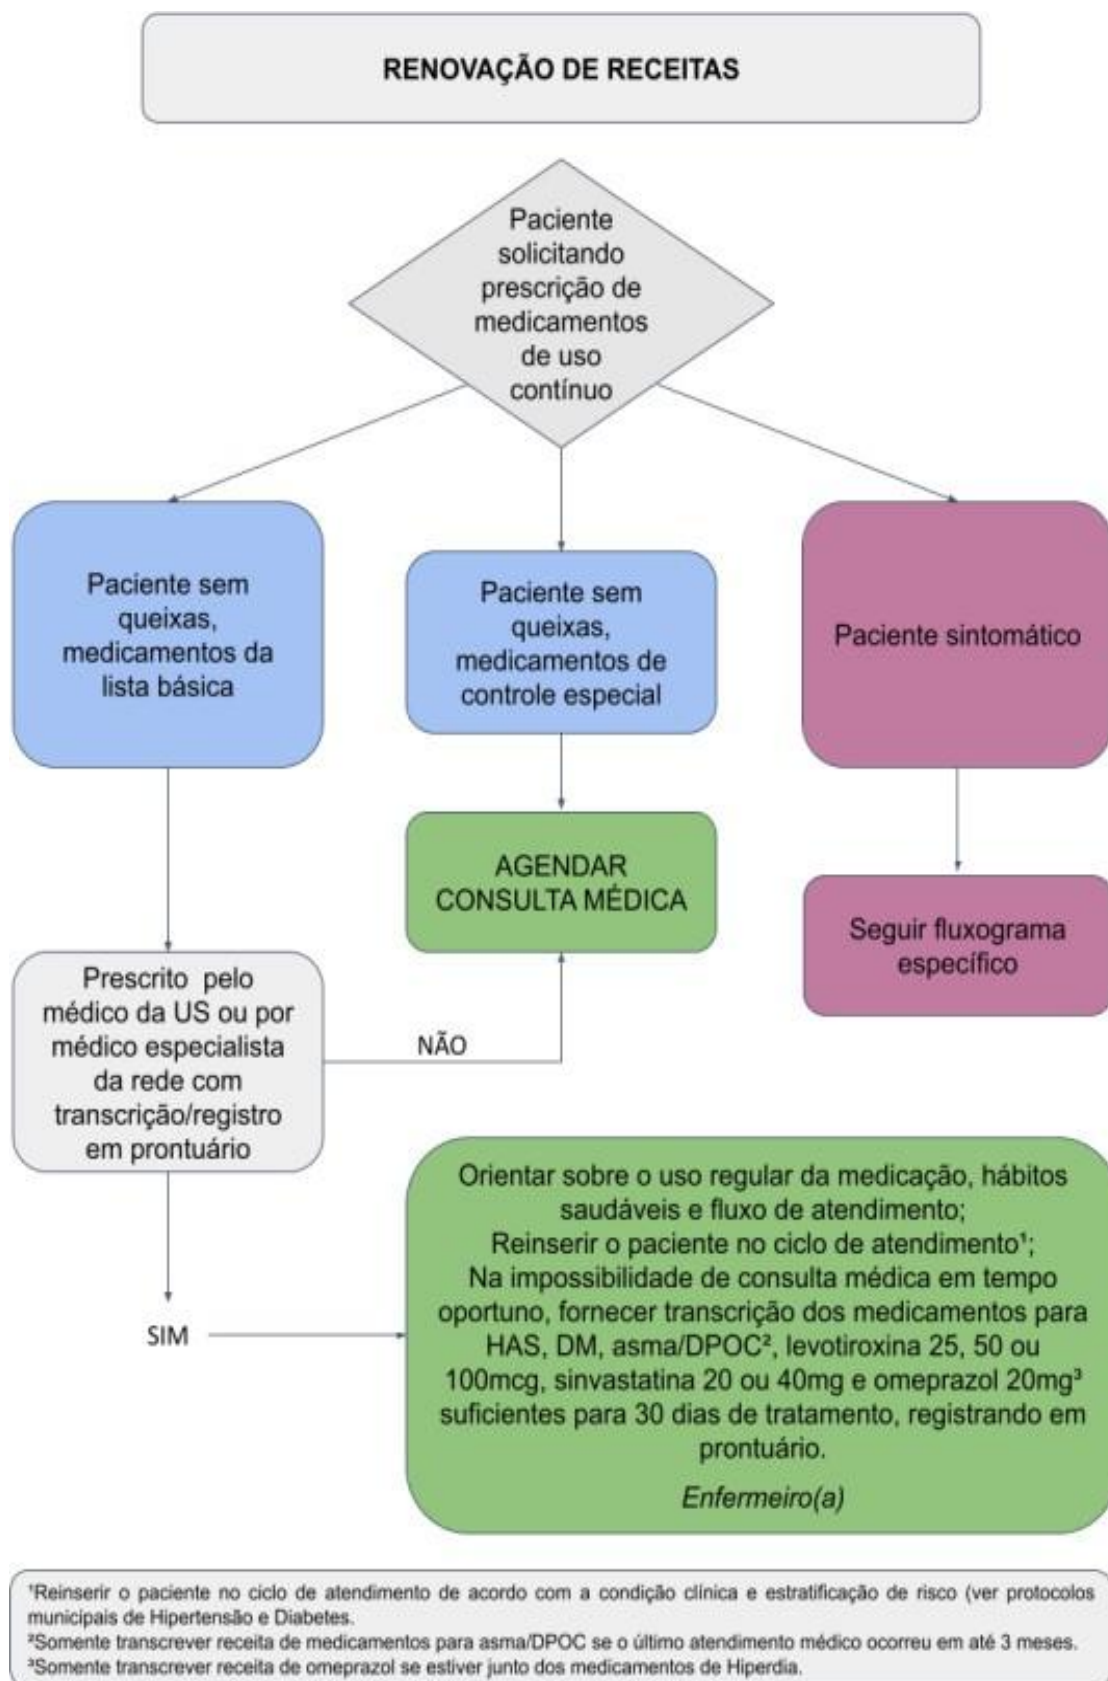 RENOVAÇÃO DE RECEITAS
Paciente
solicitando
prescrição de
medicamentos
de uso
contínuo
Paciente sem
queixas,
medicamentos da
lista básica
Paciente sem
queixas,
medicamentos de
controle especial
Paciente sintomático
AGENDAR
CONSULTA MÉDICA
Seguir fluxograma
específico
Prescrito pelo
médico da US ou por
médico especialista
da rede com
transcrição/registro
em prontuário
NÃO
SIM
Orientar sobre o uso regular da medicação, hábitos
saudáveis e fluxo de atendimento;
Reinserir o paciente no ciclo de atendimento¹;
Na impossibilidade de consulta médica em tempo
oportuno, fornecer transcrição dos medicamentos para
HAS, DM, asma/DPOC², levotiroxina 25, 50 ou
100mcg, sinvastatina 20 ou 40mg e omeprazol 20mg³
suficientes para 30 dias de tratamento, registrando em
prontuário.
Enfermeiro(a)
¹Reinserir o paciente no ciclo de atendimento de acordo com a condição clínica e estratificação de risco (ver protocolos
municipais de Hipertensão e Diabetes.
²Somente transcrever receita de medicamentos para asma/DPOC se o último atendimento médico ocorreu em até 3 meses.
³Somente transcrever receita de omeprazol se estiver junto dos medicamentos de Hiperdia.